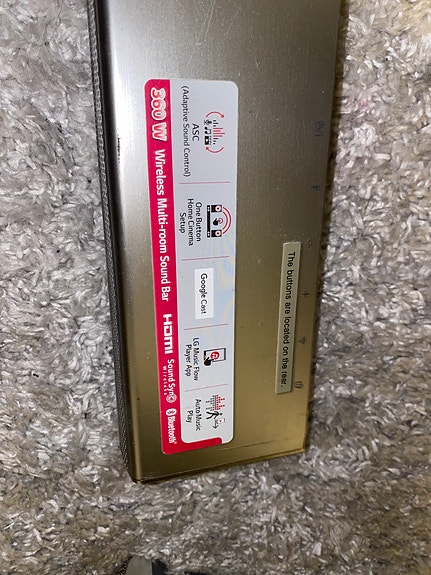 ASC
(Adaptive Sound Control)
One Button
Home Cinema
Setup
Google Cast
LG Music Flow
Player App
Auto Music
Play
360 W Wireless Multi-room Sound Bar HDMI Sound Sync Wireless Bluetooth®
The buttons are located on the rear.
F